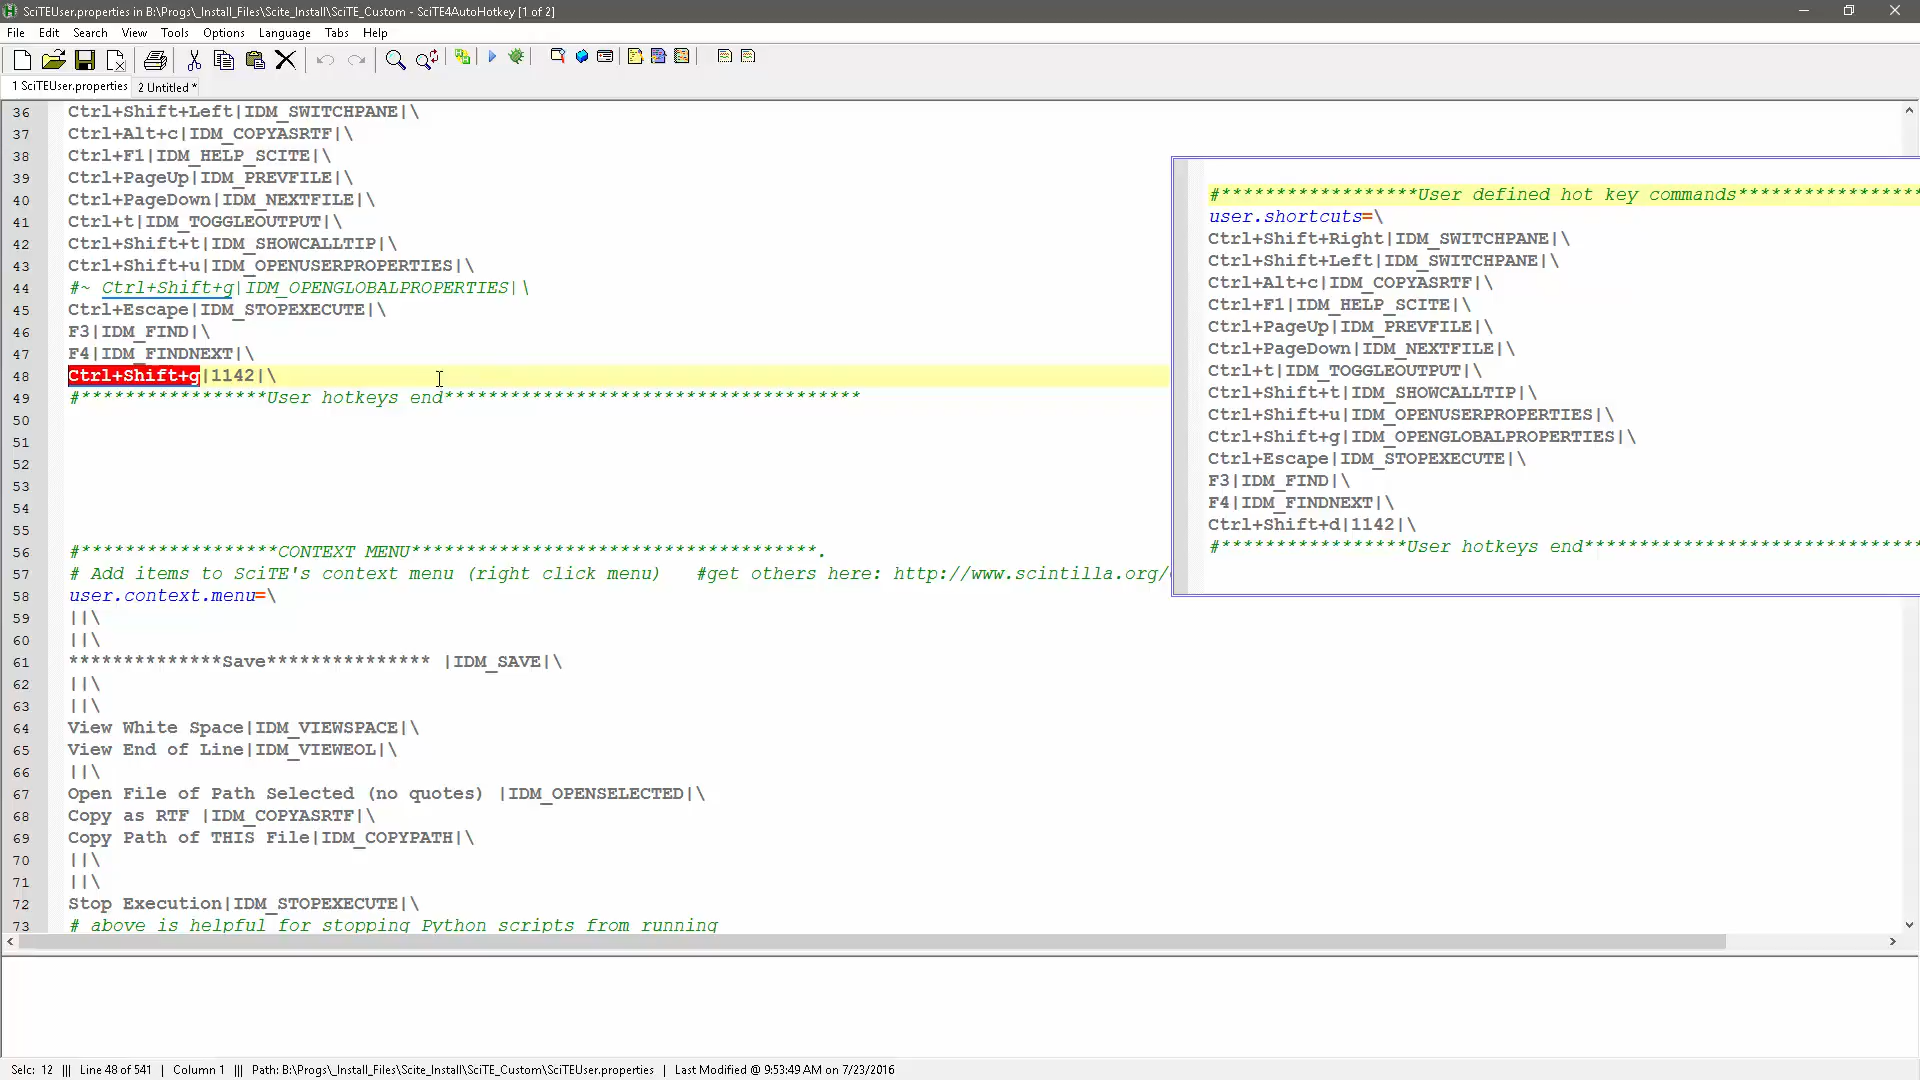 SciTEUser.properties in B:\Progs\_Install_Files\Scite_Install\SciTE_Custom - SciTE4AutoHotkey [1 of 2]
File Edit Search View Tools Options Language Tabs Help
1 SciTEUser.properties 2 Untitled *
36 Ctrl+Shift+Left|IDM_SWITCHPANE|\
37 Ctrl+Alt+c|IDM_COPYASRTF|\
38 Ctrl+F1|IDM_HELP_SCITE|\
39 Ctrl+PageUp|IDM_PREVFILE|\
40 Ctrl+PageDown|IDM_NEXTFILE|\
41 Ctrl+t|IDM_TOGGLEOUTPUT|\
42 Ctrl+Shift+t|IDM_SHOWCALLTIP|\
43 Ctrl+Shift+u|IDM_OPENUSERPROPERTIES|\
44 #~ Ctrl+Shift+g|IDM_OPENGLOBALPROPERTIES|\
45 Ctrl+Escape|IDM_STOPEXECUTE|\
46 F3|IDM_FIND|\
47 F4|IDM_FINDNEXT|\
48 Ctrl+Shift+g|1142|\
49 #*****************User hotkeys end**************************************
50
51
52
53
54
55
56 #******************CONTEXT MENU*************************************.
57 # Add items to SciTE's context menu (right click menu) #get others here: http://www.scintilla.org/
58 user.context.menu=\
59 ||\
60 ||\
61 **************Save*************** |IDM_SAVE|\
62 ||\
63 ||\
64 View White Space|IDM_VIEWSPACE|\
65 View End of Line|IDM_VIEWEOL|\
66 ||\
67 Open File of Path Selected (no quotes) |IDM_OPENSELECTED|\
68 Copy as RTF |IDM_COPYASRTF|\
69 Copy Path of THIS File|IDM_COPYPATH|\
70 ||\
71 ||\
72 Stop Execution|IDM_STOPEXECUTE|\
73 # above is helpful for stopping Python scripts from running
#******************User defined hot key commands*****************
user.shortcuts=\
Ctrl+Shift+Right|IDM_SWITCHPANE|\
Ctrl+Shift+Left|IDM_SWITCHPANE|\
Ctrl+Alt+c|IDM_COPYASRTF|\
Ctrl+F1|IDM_HELP_SCITE|\
Ctrl+PageUp|IDM_PREVFILE|\
Ctrl+PageDown|IDM_NEXTFILE|\
Ctrl+t|IDM_TOGGLEOUTPUT|\
Ctrl+Shift+t|IDM_SHOWCALLTIP|\
Ctrl+Shift+u|IDM_OPENUSERPROPERTIES|\
Ctrl+Shift+g|IDM_OPENGLOBALPROPERTIES|\
Ctrl+Escape|IDM_STOPEXECUTE|\
F3|IDM_FIND|\
F4|IDM_FINDNEXT|\
Ctrl+Shift+d|1142|\
#*****************User hotkeys end*******************************
Selc: 12 ||| Line 48 of 541 | Column 1 ||| Path: B:\Progs\_Install_Files\Scite_Install\SciTE_Custom\SciTEUser.properties | Last Modified @ 9:53:49 AM on 7/23/2016